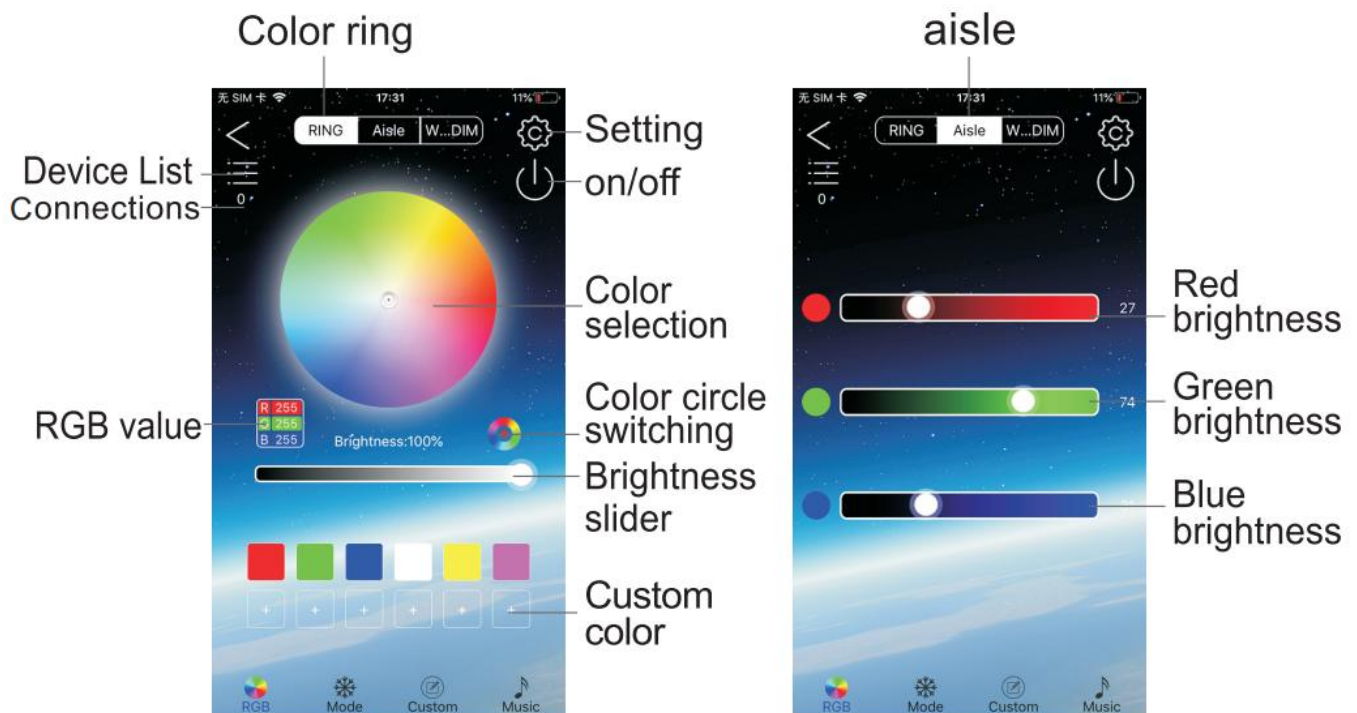 Color ring
aisle
无 SIM 卡
17:31
11%
RING
Aisle
W...DIM
Setting
on/off
Device List
Connections
0
Color
selection
RGB value
R 255
G 255
B 255
Brightness:100%
Color circle
switching
Brightness
slider
Custom
color
RGB
Mode
Custom
Music
无 SIM 卡
17:31
11%
RING
Aisle
W...DIM
0
27
Red
brightness
74
Green
brightness
Blue
brightness
RGB
Mode
Custom
Music